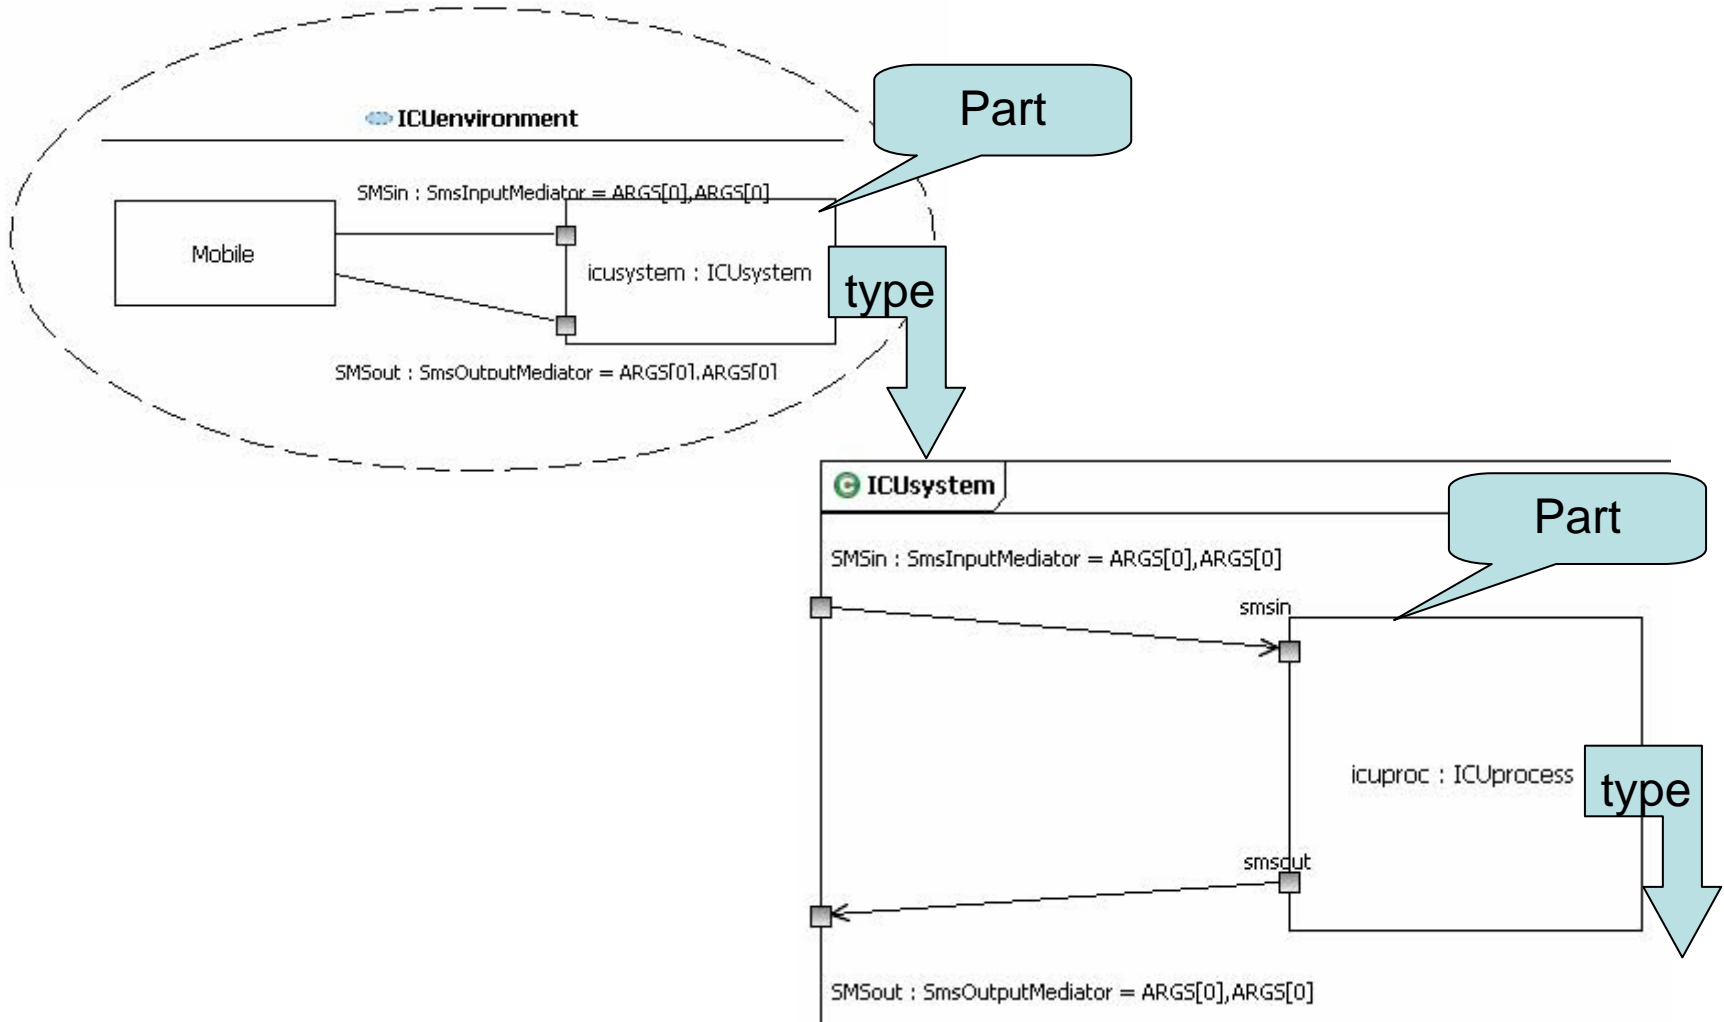 ICUenvironment
Part
SMSin : SmsInputMediator = ARGS[0],ARGS[0]
Mobile
icusystem : ICUsystem
type
SMSout : SmsOutputMediator = ARGS[0].ARGS[0]
ICUsystem
Part
SMSin : SmsInputMediator = ARGS[0],ARGS[0]
smsin
icuproc : ICUprocess
type
smsout
SMSout : SmsOutputMediator = ARGS[0],ARGS[0]